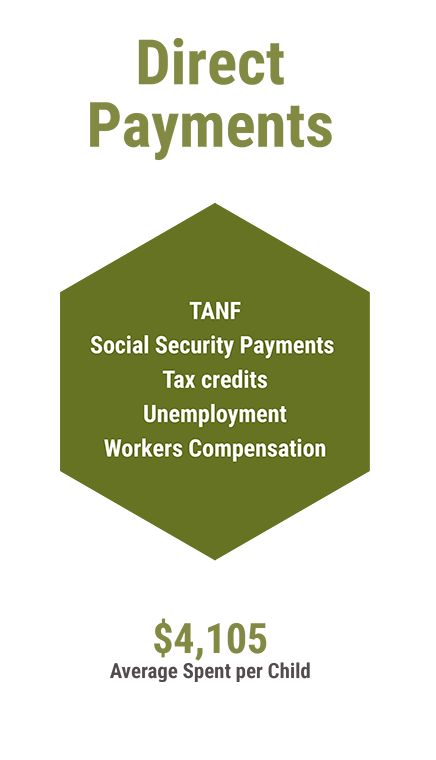 Direct
Payments
TANF
Social Security Payments
Tax credits
Unemployment
Workers Compensation
$4,105
Average Spent per Child